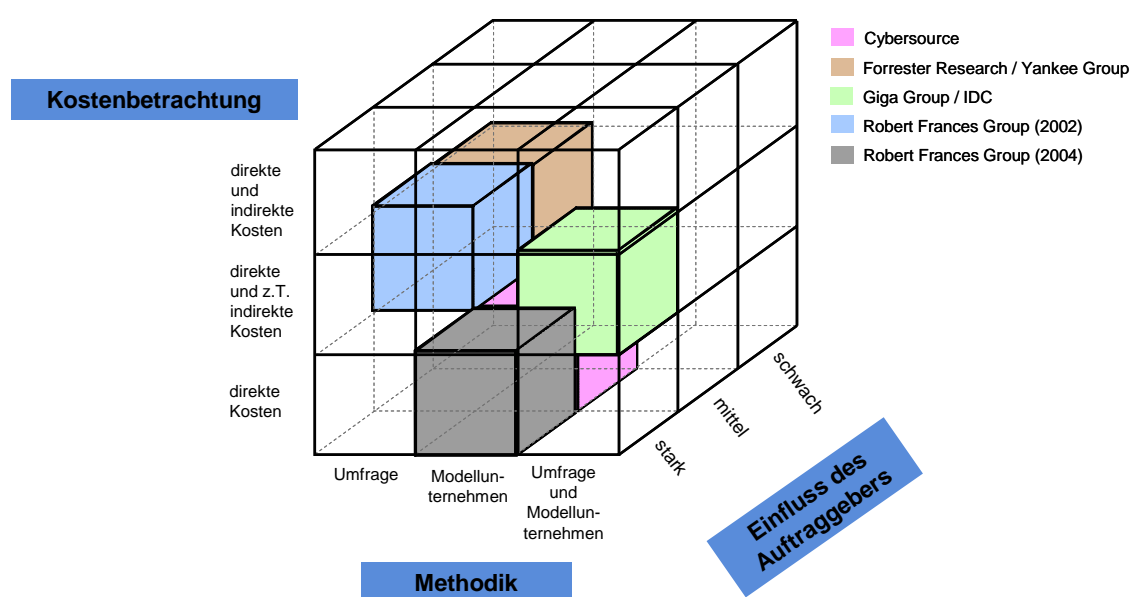 Kostenbetrachtung
Cybersource
Forrester Research / Yankee Group
Giga Group / IDC
Robert Frances Group (2002)
Robert Frances Group (2004)
direkte
und
indirekte
Kosten
direkte
und z.T.
indirekte
Kosten
direkte
Kosten
Umfrage
Modellun-
ternehmen
Umfrage
und
Modellun-
ternehmen
stark
mittel
schwach
Einfluss des
Auftraggebers
Methodik